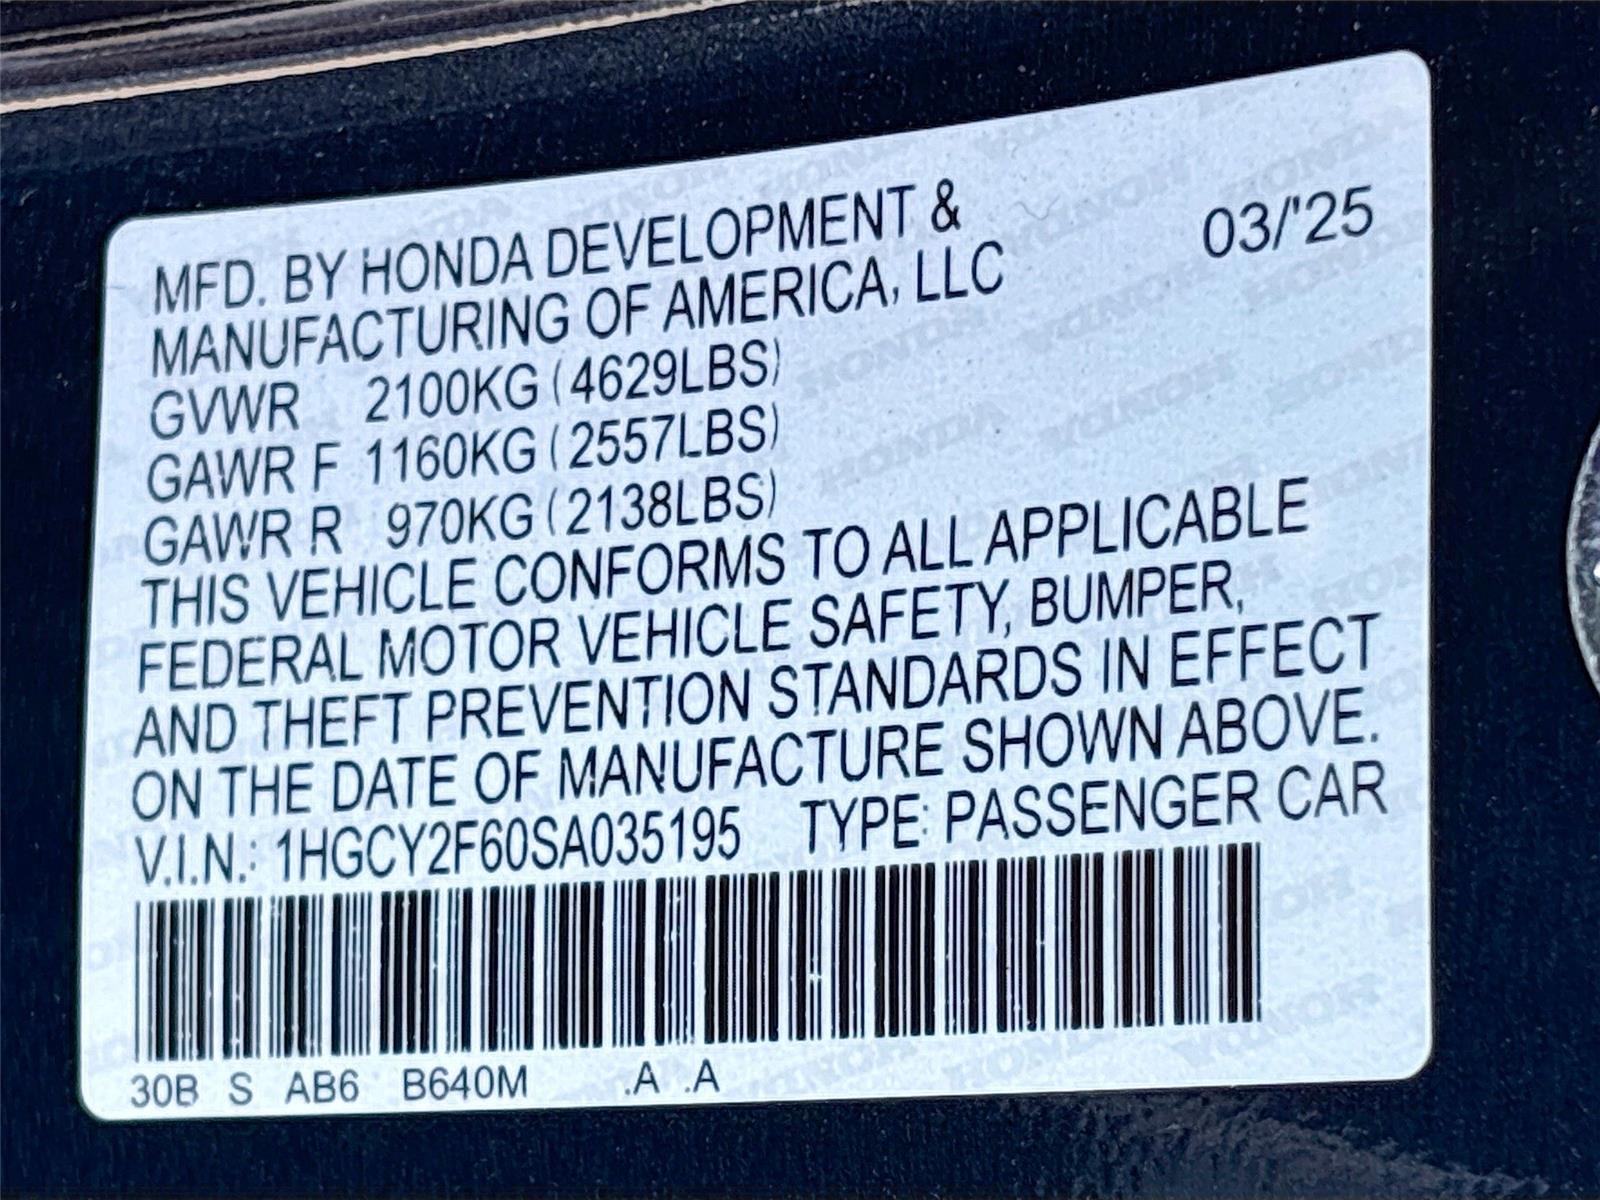 MFD. BY HONDA DEVELOPMENT & 03/'25
MANUFACTURING OF AMERICA, LLC
GVWR 2100KG (4629LBS)
GAWR F 1160KG (2557LBS)
GAWR R 970KG (2138LBS)
THIS VEHICLE CONFORMS TO ALL APPLICABLE
FEDERAL MOTOR VEHICLE SAFETY, BUMPER,
AND THEFT PREVENTION STANDARDS IN EFFECT
ON THE DATE OF MANUFACTURE SHOWN ABOVE.
V.I.N.: 1HGCY2F60SA035195 TYPE: PASSENGER CAR
30B S AB6 B640M .A .A